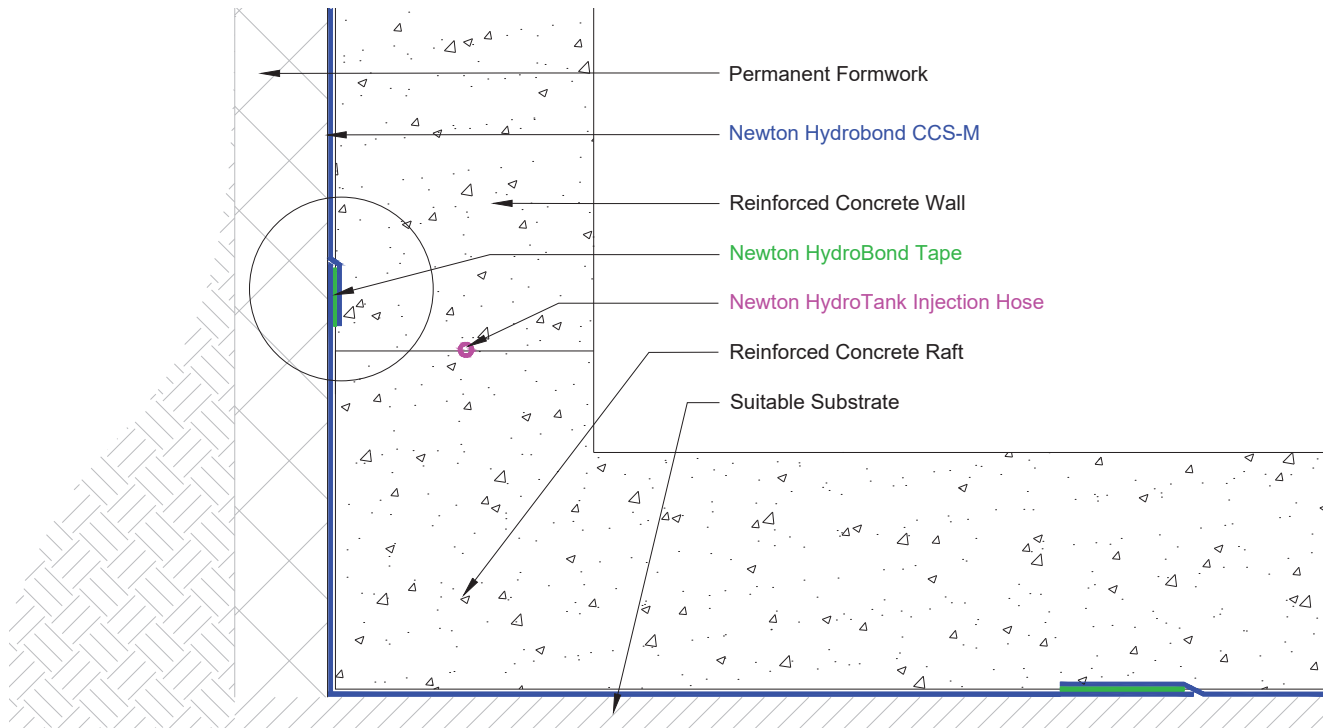 Permanent Formwork
Newton Hydrobond CCS-M
Reinforced Concrete Wall
Newton HydroBond Tape
Newton HydroTank Injection Hose
Reinforced Concrete Raft
Suitable Substrate